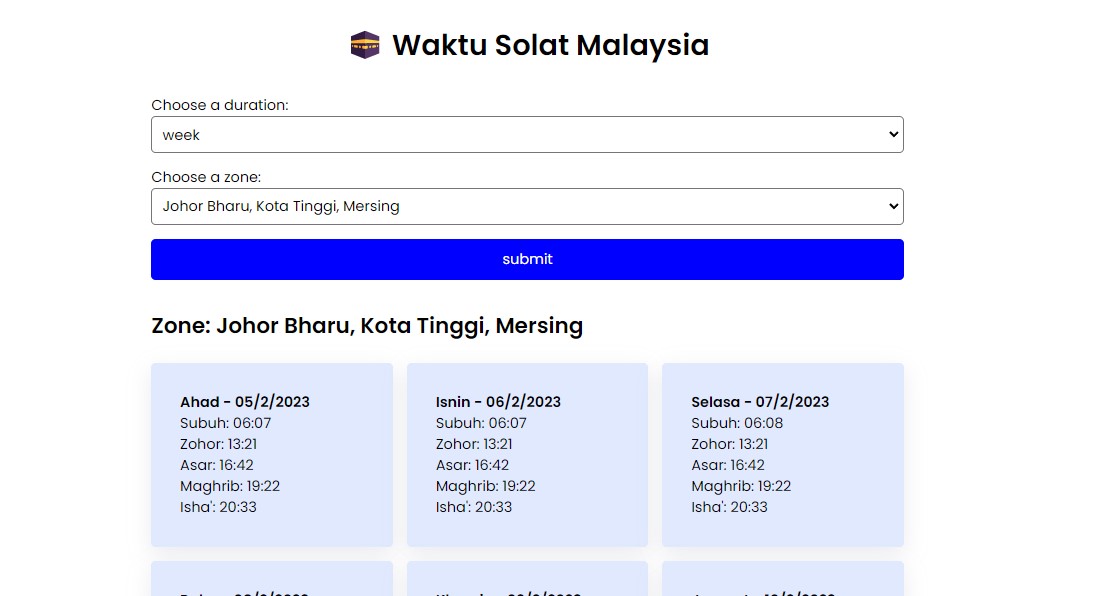 Waktu Solat Malaysia
Choose a duration:
week
Choose a zone:
Johor Bharu, Kota Tinggi, Mersing
submit
Zone: Johor Bharu, Kota Tinggi, Mersing
Ahad - 05/2/2023
Subuh: 06:07
Zohor: 13:21
Asar: 16:42
Maghrib: 19:22
Isha': 20:33
Isnin - 06/2/2023
Subuh: 06:07
Zohor: 13:21
Asar: 16:42
Maghrib: 19:22
Isha': 20:33
Selasa - 07/2/2023
Subuh: 06:08
Zohor: 13:21
Asar: 16:42
Maghrib: 19:22
Isha': 20:33